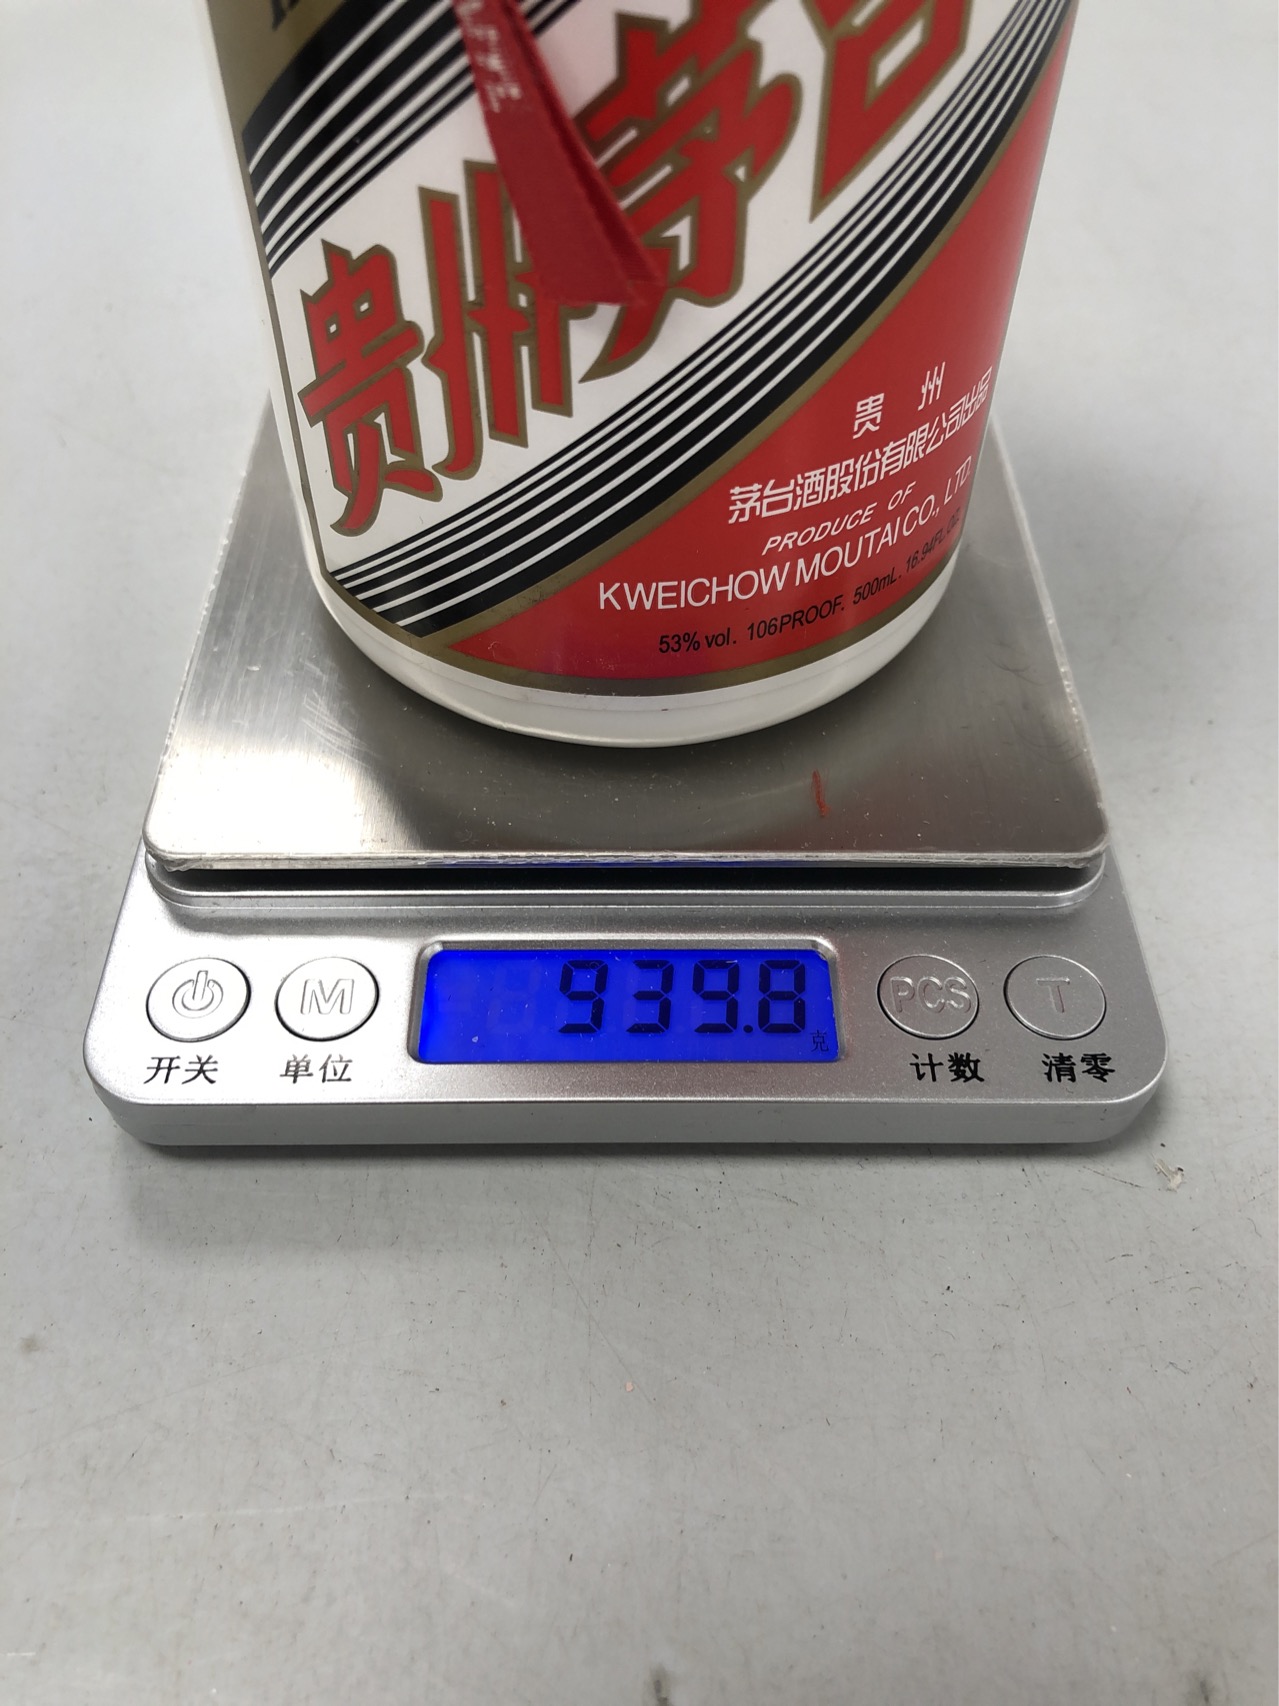 贵州茅台
贵州
茅台酒股份有限公司出品
PRODUCE OF
KWEICHOW MOUTAI CO., LTD.
53% vol. 106PROOF. 500mL. 16.94FL.OZ.
939.8
克
M
PCS
T
开关
单位
计数
清零